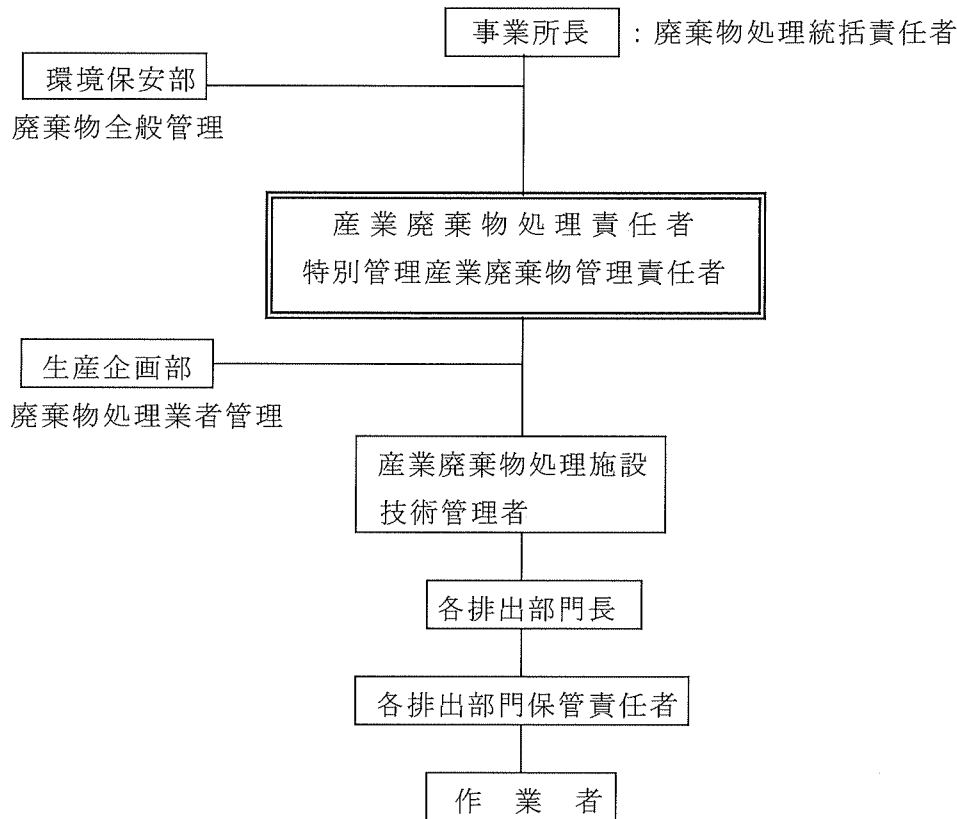 事業所長 : 廃棄物処理統括責任者
環境保安部
廃棄物全般管理
産業廃棄物処理責任者
特別管理産業廃棄物管理責任者
生産企画部
廃棄物処理業者管理
産業廃棄物処理施設
技術管理者
各排出部門長
各排出部門保管責任者
作業者